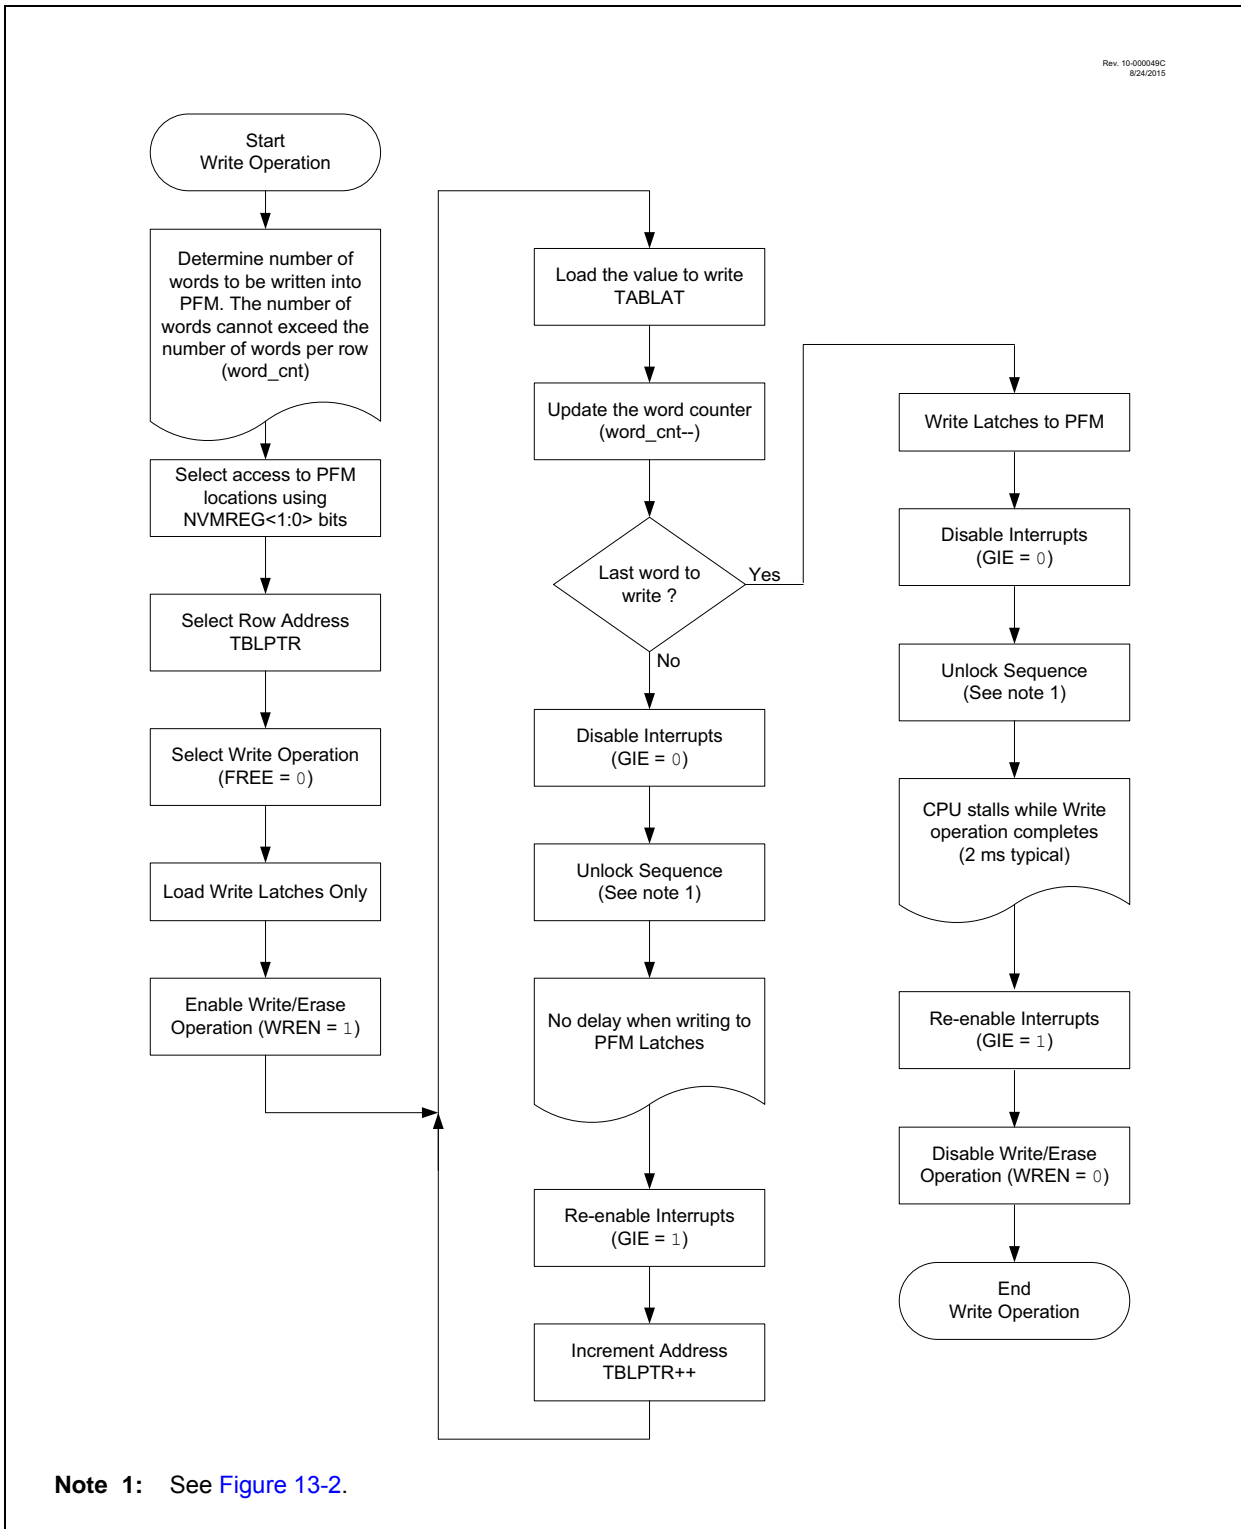 Rev. 10-000049C
8/24/2015
Start
Write Operation
Determine number of
words to be written into
PFM. The number of
words cannot exceed the
number of words per row
(word_cnt)
Select access to PFM
locations using
NVMREG<1:0> bits
Select Row Address
TBLPTR
Select Write Operation
(FREE = 0)
Load Write Latches Only
Enable Write/Erase
Operation (WREN = 1)
Load the value to write
TABLAT
Update the word counter
(word_cnt--)
Last word to
write ?
Yes
No
Disable Interrupts
(GIE = 0)
Unlock Sequence
(See note 1)
No delay when writing to
PFM Latches
Re-enable Interrupts
(GIE = 1)
Increment Address
TBLPTR++
Write Latches to PFM
Disable Interrupts
(GIE = 0)
Unlock Sequence
(See note 1)
CPU stalls while Write
operation completes
(2 ms typical)
Re-enable Interrupts
(GIE = 1)
Disable Write/Erase
Operation (WREN = 0)
End
Write Operation
Note 1: See Figure 13-2.